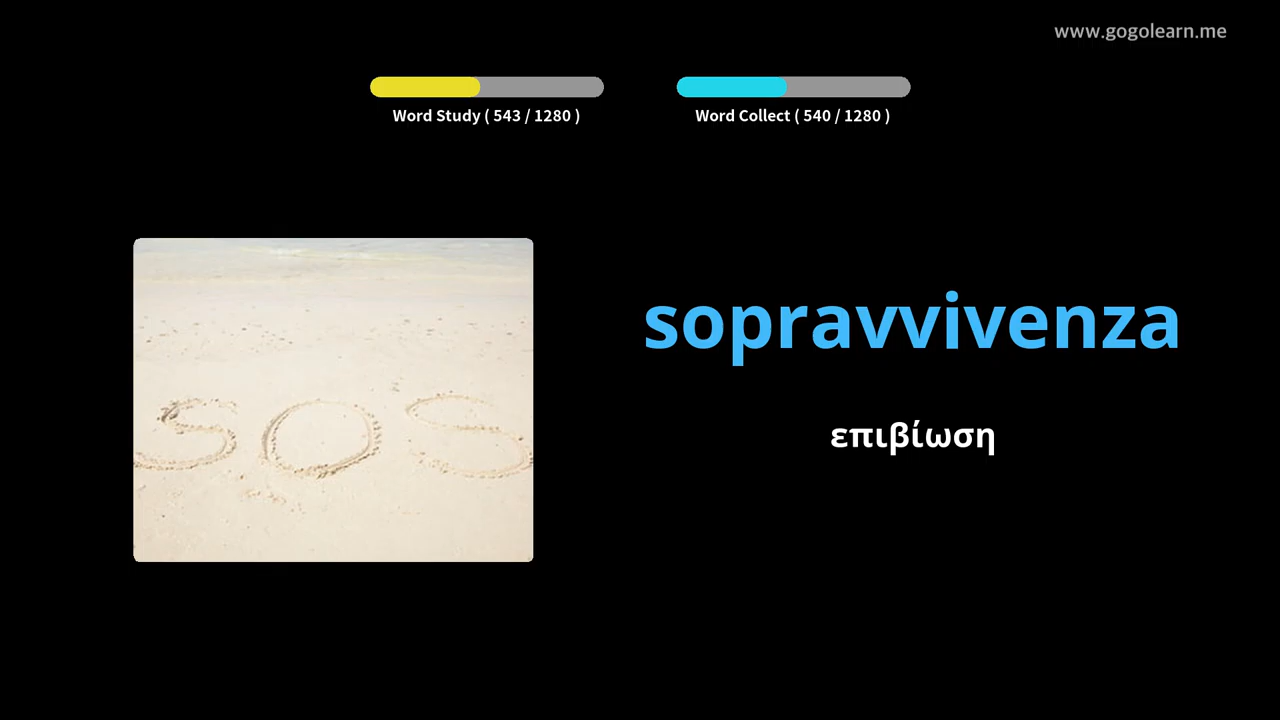 www.gogolearn.me
Word Study ( 543 / 1280 )
Word Collect ( 540 / 1280 )
SOS
sopravvivenza
επιβίωση